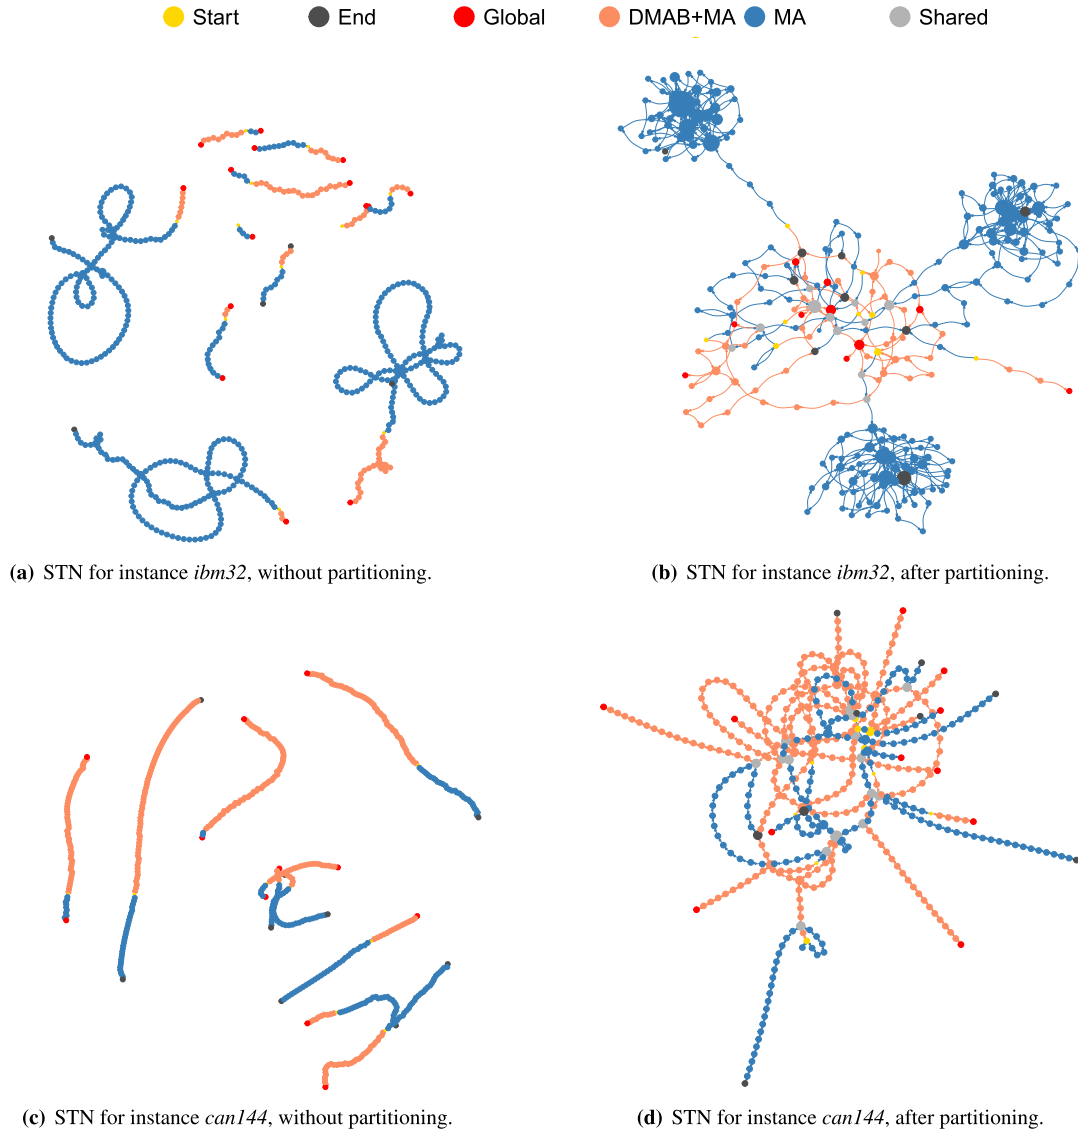 Start End Global DMAB+MA MA Shared
(a) STN for instance ibm32, without partitioning.
(b) STN for instance ibm32, after partitioning.
(c) STN for instance can144, without partitioning.
(d) STN for instance can144, after partitioning.